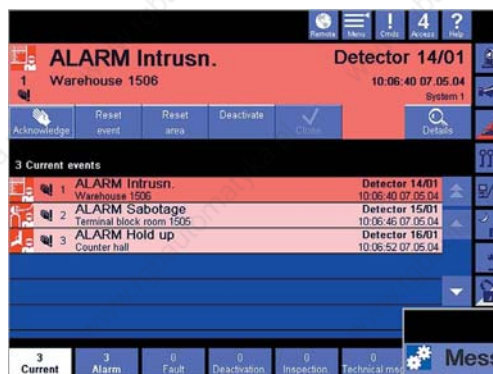 Remote Menu Cmds 4 Access ? Help
ALARM Intrusn. Detector 14/01
1 Warehouse 1506 10:06:40 07.05.04
System 1
Acknowledge Reset event Reset area Deactivate Close Details
3 Current events
1 ALARM Intrusn. Detector 14/01
Warehouse 1506 10:06:40 07.05.04
2 ALARM Sabotage Detector 15/01
Terminal block room 1505 10:06:46 07.05.04
3 ALARM Hold up Detector 16/01
Counter hall 10:06:52 07.05.04
Mess
3 3 0 0 0 0
Current Alarm Fault Deactivation Inspection Technical mes